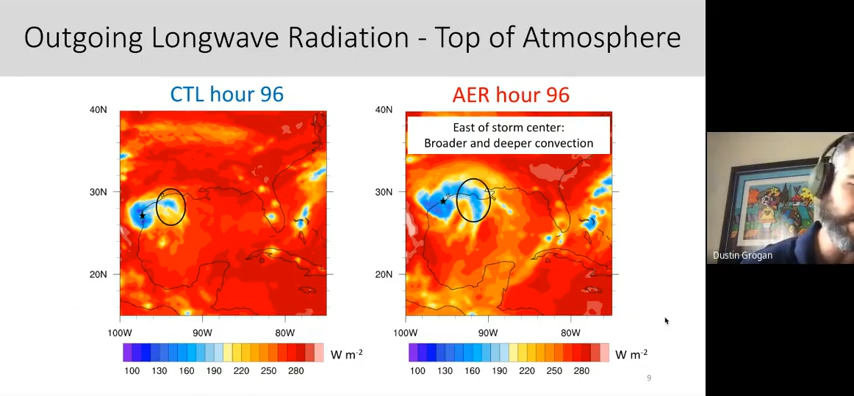 Outgoing Longwave Radiation - Top of Atmosphere
CTL hour 96
AER hour 96
40N
30N
20N
100W 90W 80W
100 130 160 190 220 250 280
W m-2
40N
East of storm center:
Broader and deeper convection
30N
20N
100W 90W 80W
100 130 160 190 220 250 280
W m-2
9
Dustin Grogan